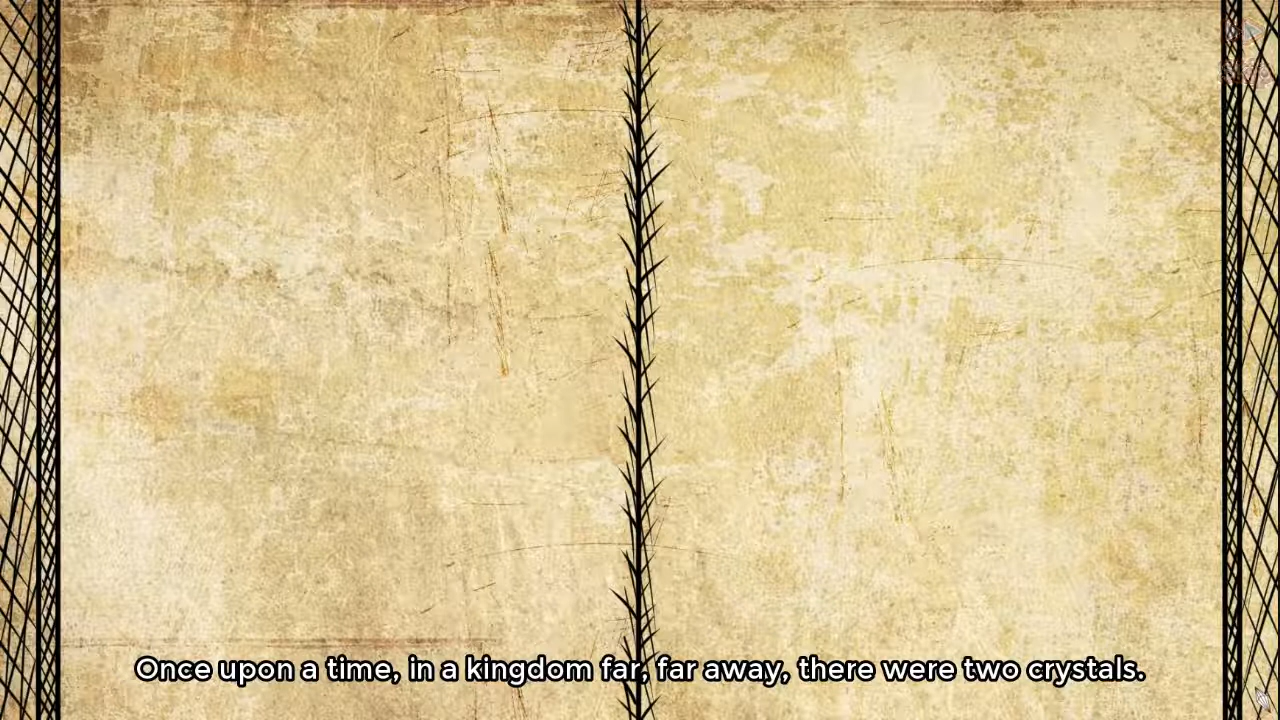 Once upon a time, in a kingdom far, far away, there were two crystals.